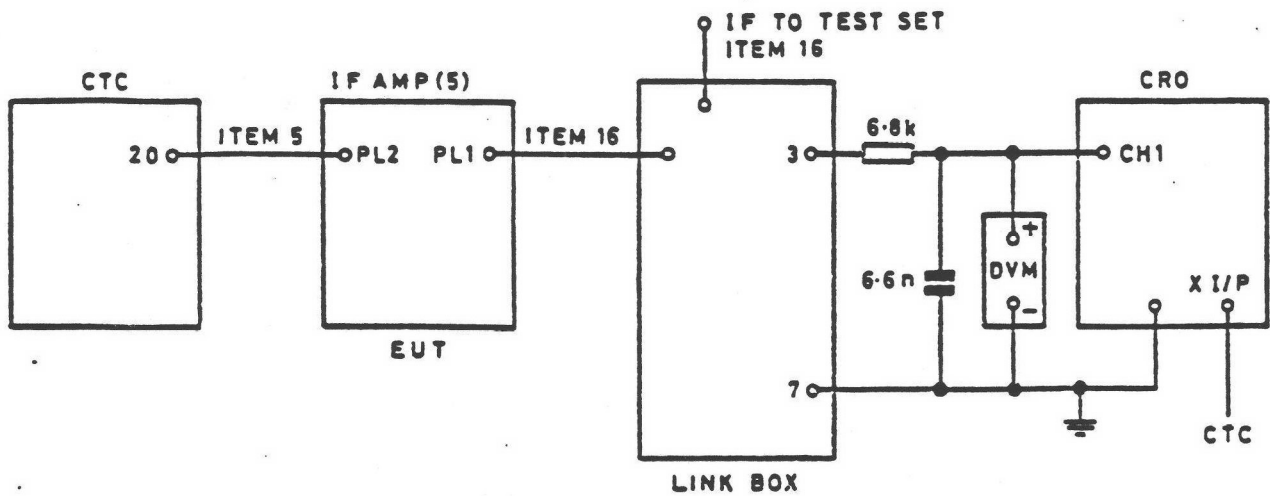 IF TO TEST SET
ITEM 16
CTC
IF AMP(5)
CRO
20
ITEM 5
PL2
PL1
ITEM 16
3
6·8k
CH1
6·6n
+
DVM
-
X I/P
EUT
7
CTC
LINK BOX